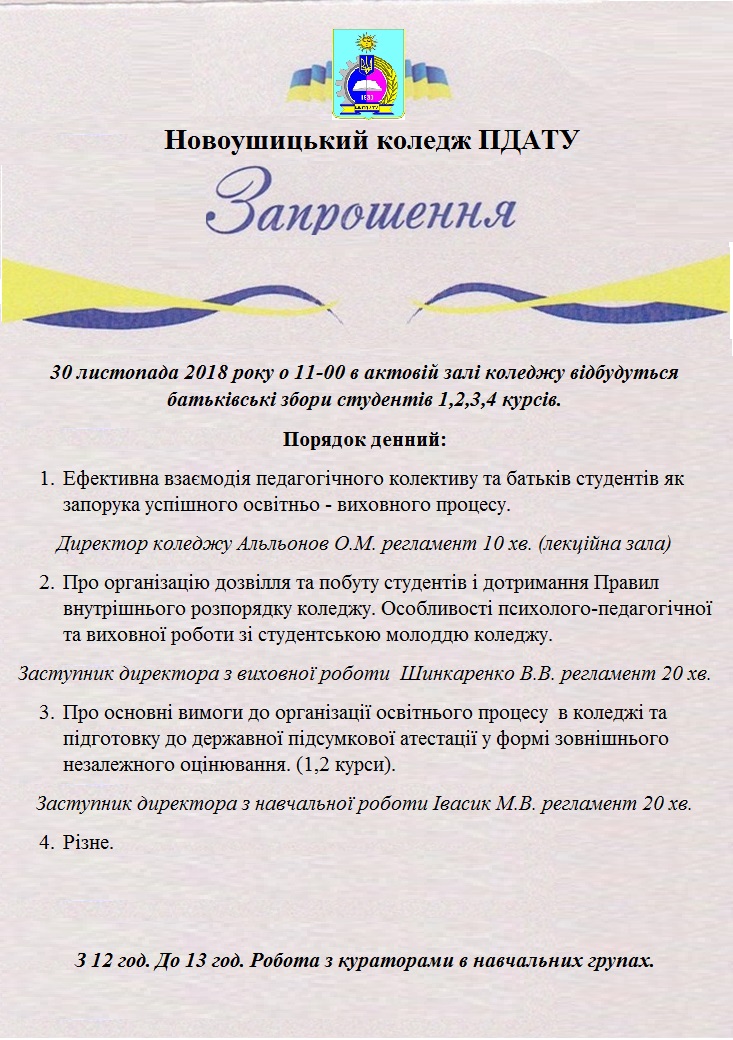 Новоушицький коледж ПДАТУ
Запрошення
30 листопада 2018 року о 11-00 в актовій залі коледжу відбудуться
батьківські збори студентів 1,2,3,4 курсів.
Порядок денний:
1. Ефективна взаємодія педагогічного колективу та батьків студентів як
запорука успішного освітньо - виховного процесу.
Директор коледжу Альльонов О.М. регламент 10 хв. (лекційна зала)
2. Про організацію дозвілля та побуту студентів і дотримання Правил
внутрішнього розпорядку коледжу. Особливості психолого-педагогічної
та виховної роботи зі студентською молоддю коледжу.
Заступник директора з виховної роботи Шинкаренко В.В. регламент 20 хв.
3. Про основні вимоги до організації освітнього процесу в коледжі та
підготовку до державної підсумкової атестації у формі зовнішнього
незалежного оцінювання. (1,2 курси).
Заступник директора з навчальної роботи Івасик М.В. регламент 20 хв.
4. Різне.
З 12 год. До 13 год. Робота з кураторами в навчальних групах.